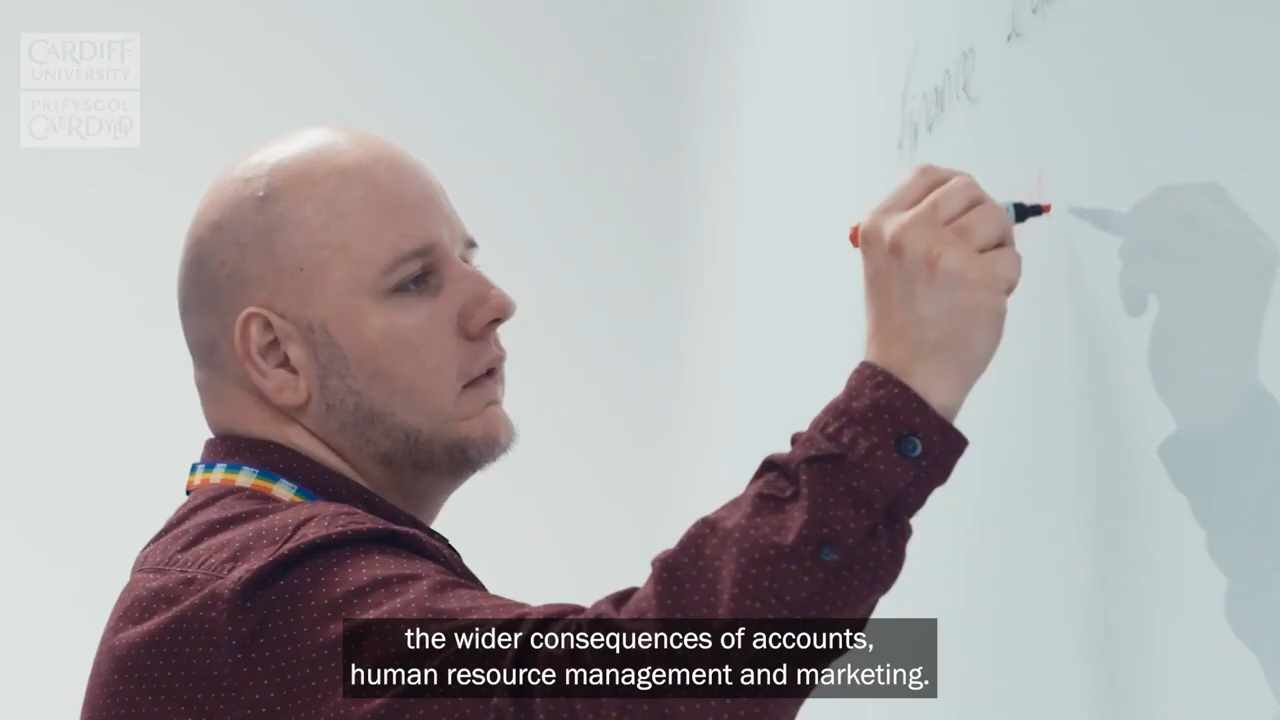 CARDIFF
UNIVERSITY
PRIFYSGOL
CAERDYDD
finance
the wider consequences of accounts,
human resource management and marketing.